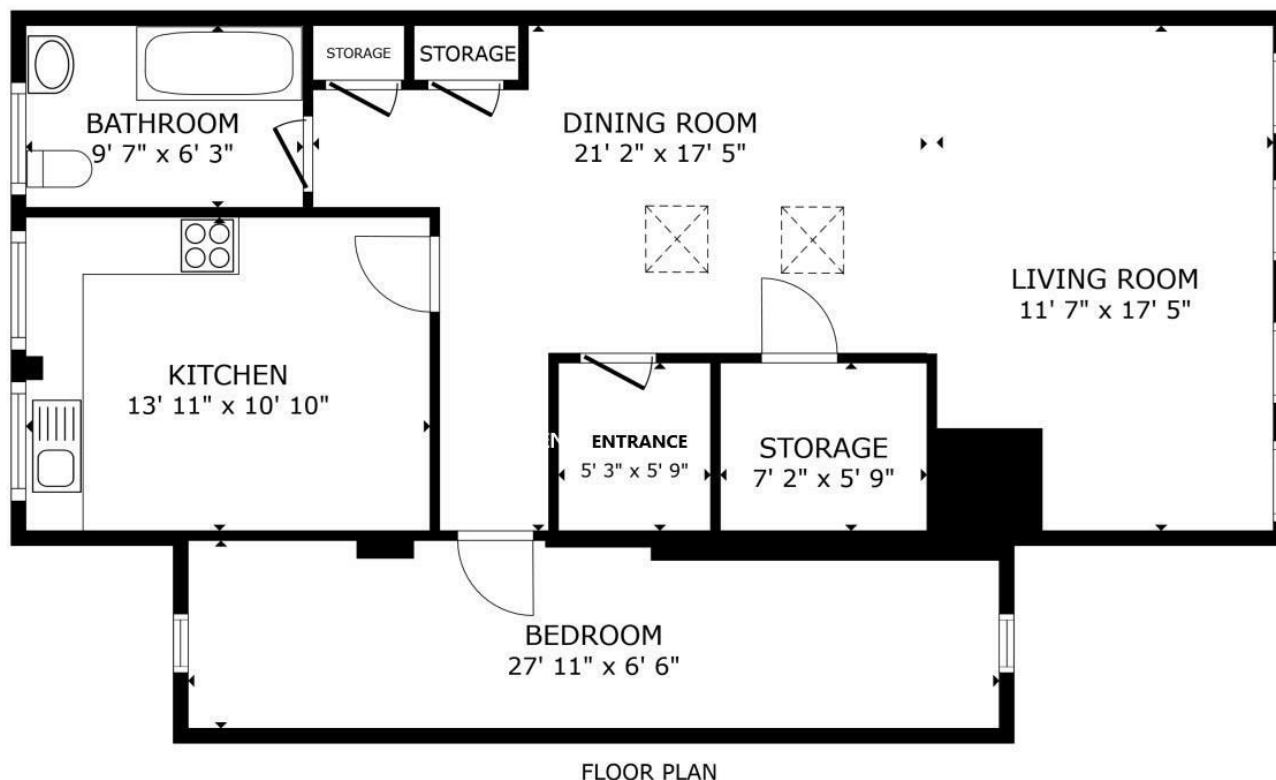 STORAGE
STORAGE
BATHROOM
9' 7" x 6' 3"
DINING ROOM
21' 2" x 17' 5"
LIVING ROOM
11' 7" x 17' 5"
KITCHEN
13' 11" x 10' 10"
EN
ENTRANCE
5' 3" x 5' 9"
STORAGE
7' 2" x 5' 9"
BEDROOM
27' 11" x 6' 6"
FLOOR PLAN